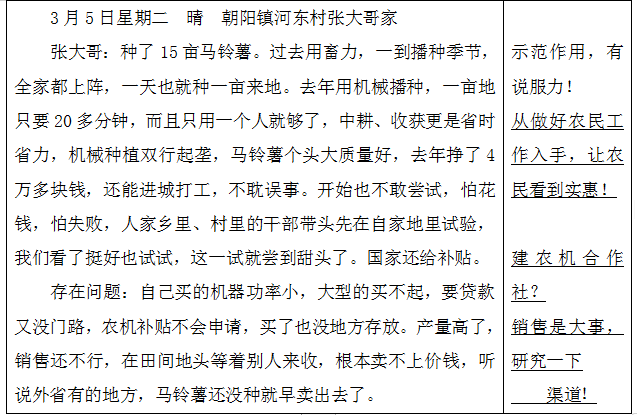 3月5日星期二　晴　朝阳镇河东村张大哥家
张大哥：种了15亩马铃薯。过去用畜力，一到播种季节，
全家都上阵，一天也就种一亩来地。去年用机械播种，一亩地
只要20多分钟，而且只用一个人就够了，中耕、收获更是省时
省力，机械种植双行起垄，马铃薯个头大质量好，去年挣了4
万多块钱，还能进城打工，不耽误事。开始也不敢尝试，怕花
钱，怕失败，人家乡里、村里的干部带头先在自家地里试验，
我们看了挺好也试试，这一试就尝到甜头了。国家还给补贴。
存在问题：自己买的机器功率小，大型的买不起，要贷款
又没门路，农机补贴不会申请，买了也没地方存放。产量高了，
销售还不行，在田间地头等着别人来收，根本卖不上价钱，听
说外省有的地方，马铃薯还没种就早卖出去了。
示范作用，有
说服力！
从做好农民工
作入手，让农
民看到实惠！
建农机合作
社？
销售是大事，
研究一下
渠道！